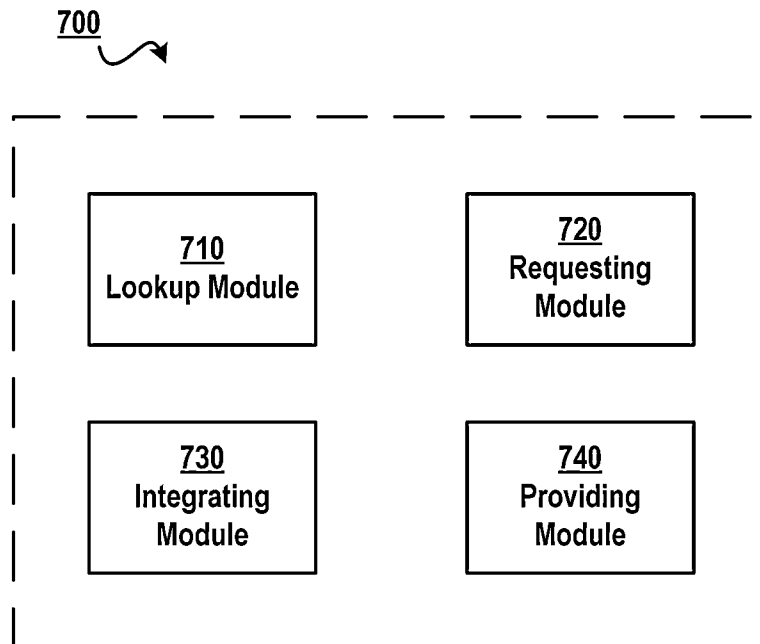 700
710
Lookup Module
720
Requesting
Module
730
Integrating
Module
740
Providing
Module